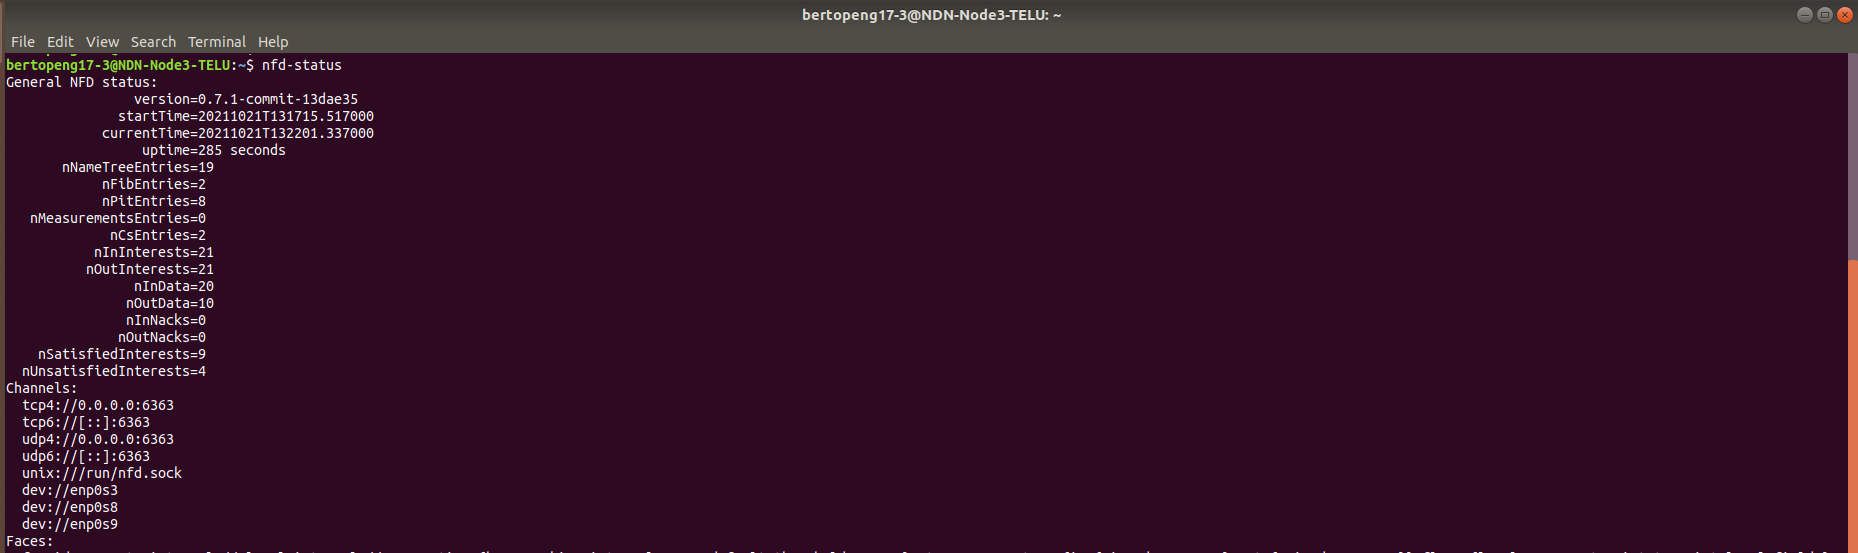 bertopeng17-3@NDN-Node3-TELU: ~
File Edit View Search Terminal Help
bertopeng17-3@NDN-Node3-TELU:~$ nfd-status
General NFD status:
version=0.7.1-commit-13dae35
startTime=20211021T131715.517000
currentTime=20211021T132201.337000
uptime=285 seconds
nNameTreeEntries=19
nFibEntries=2
nPitEntries=8
nMeasurementsEntries=0
nCsEntries=2
nInInterests=21
nOutInterests=21
nInData=20
nOutData=10
nInNacks=0
nOutNacks=0
nSatisfiedInterests=9
nUnsatisfiedInterests=4
Channels:
tcp4://0.0.0.0:6363
tcp6://[::]:6363
udp4://0.0.0.0:6363
udp6://[::]:6363
unix:///run/nfd.sock
dev://enp0s3
dev://enp0s8
dev://enp0s9
Faces: